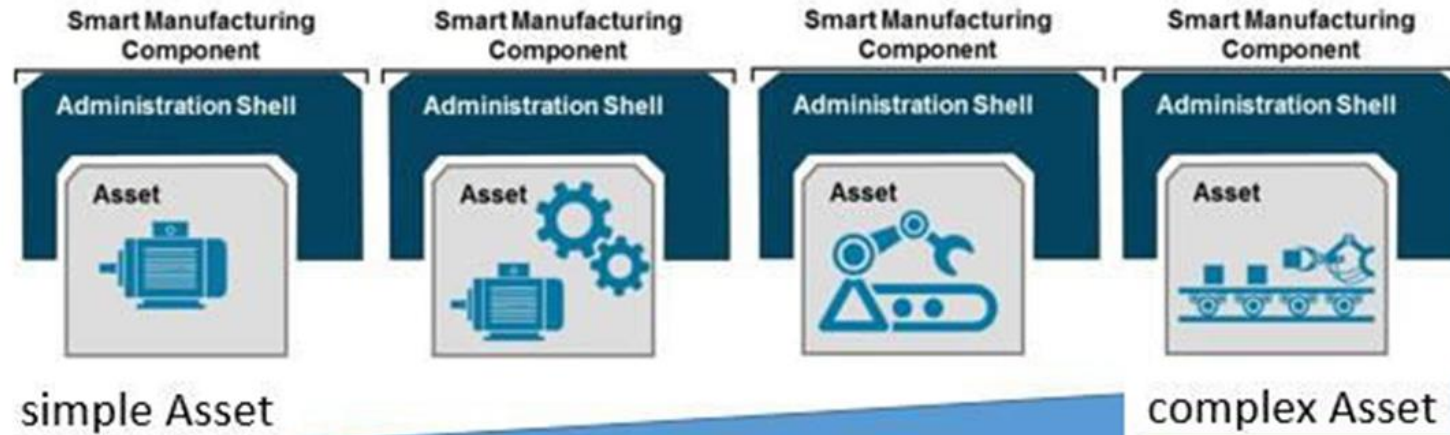 Smart Manufacturing
Component
Smart Manufacturing
Component
Smart Manufacturing
Component
Smart Manufacturing
Component
Administration Shell
Administration Shell
Administration Shell
Administration Shell
Asset
Asset
Asset
Asset
simple Asset
complex Asset